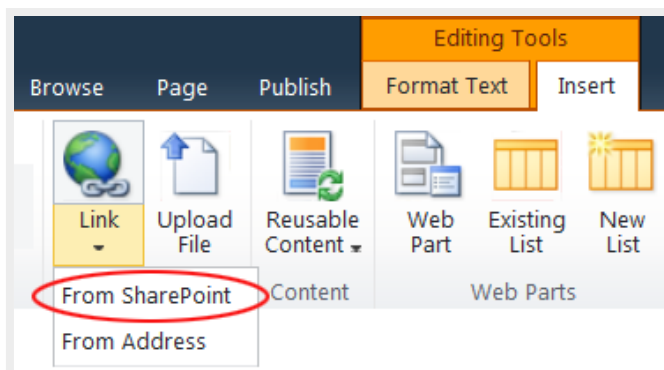 Editing Tools
Browse Page Publish Format Text Insert
Link Upload Reusable Web Existing New
File Content Part List List
From SharePoint Content Web Parts
From Address